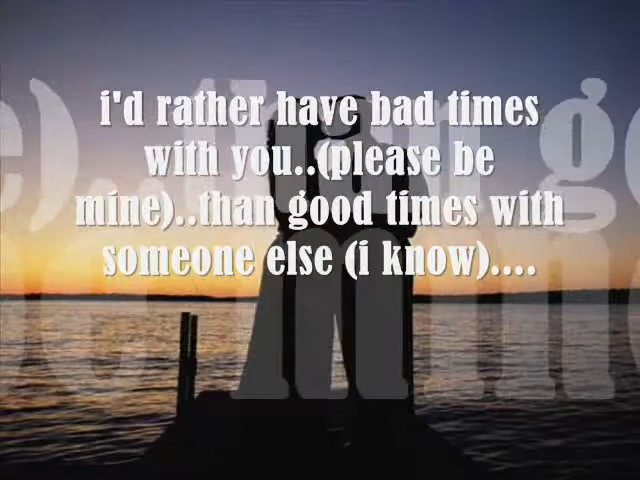 i'd rather have bad times
with you..(please be
mine)..than good times with
someone else (i know)....